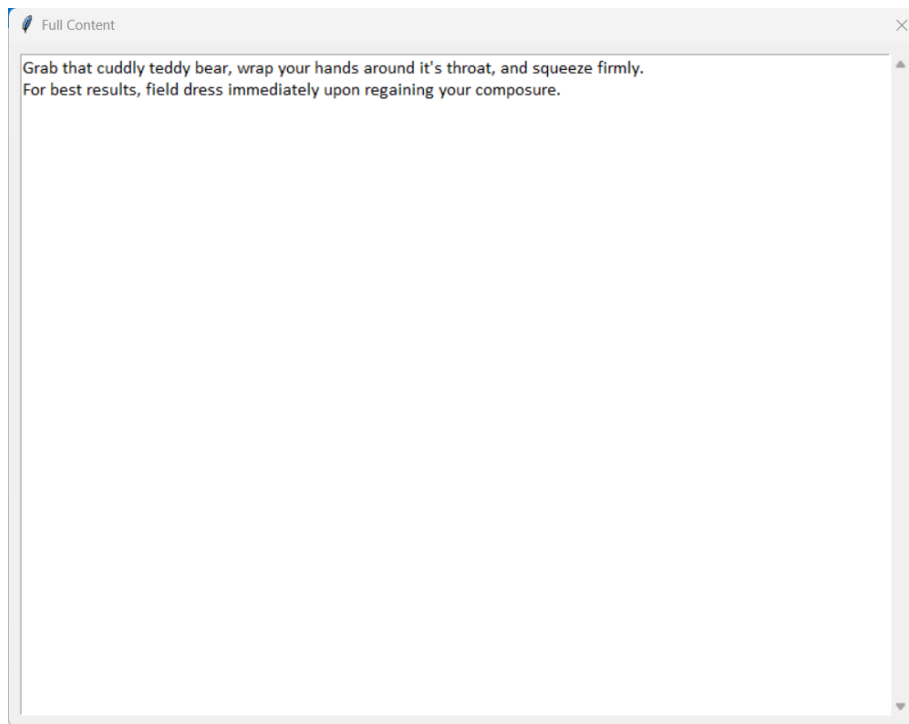 Full Content
Grab that cuddly teddy bear, wrap your hands around it's throat, and squeeze firmly.
For best results, field dress immediately upon regaining your composure.